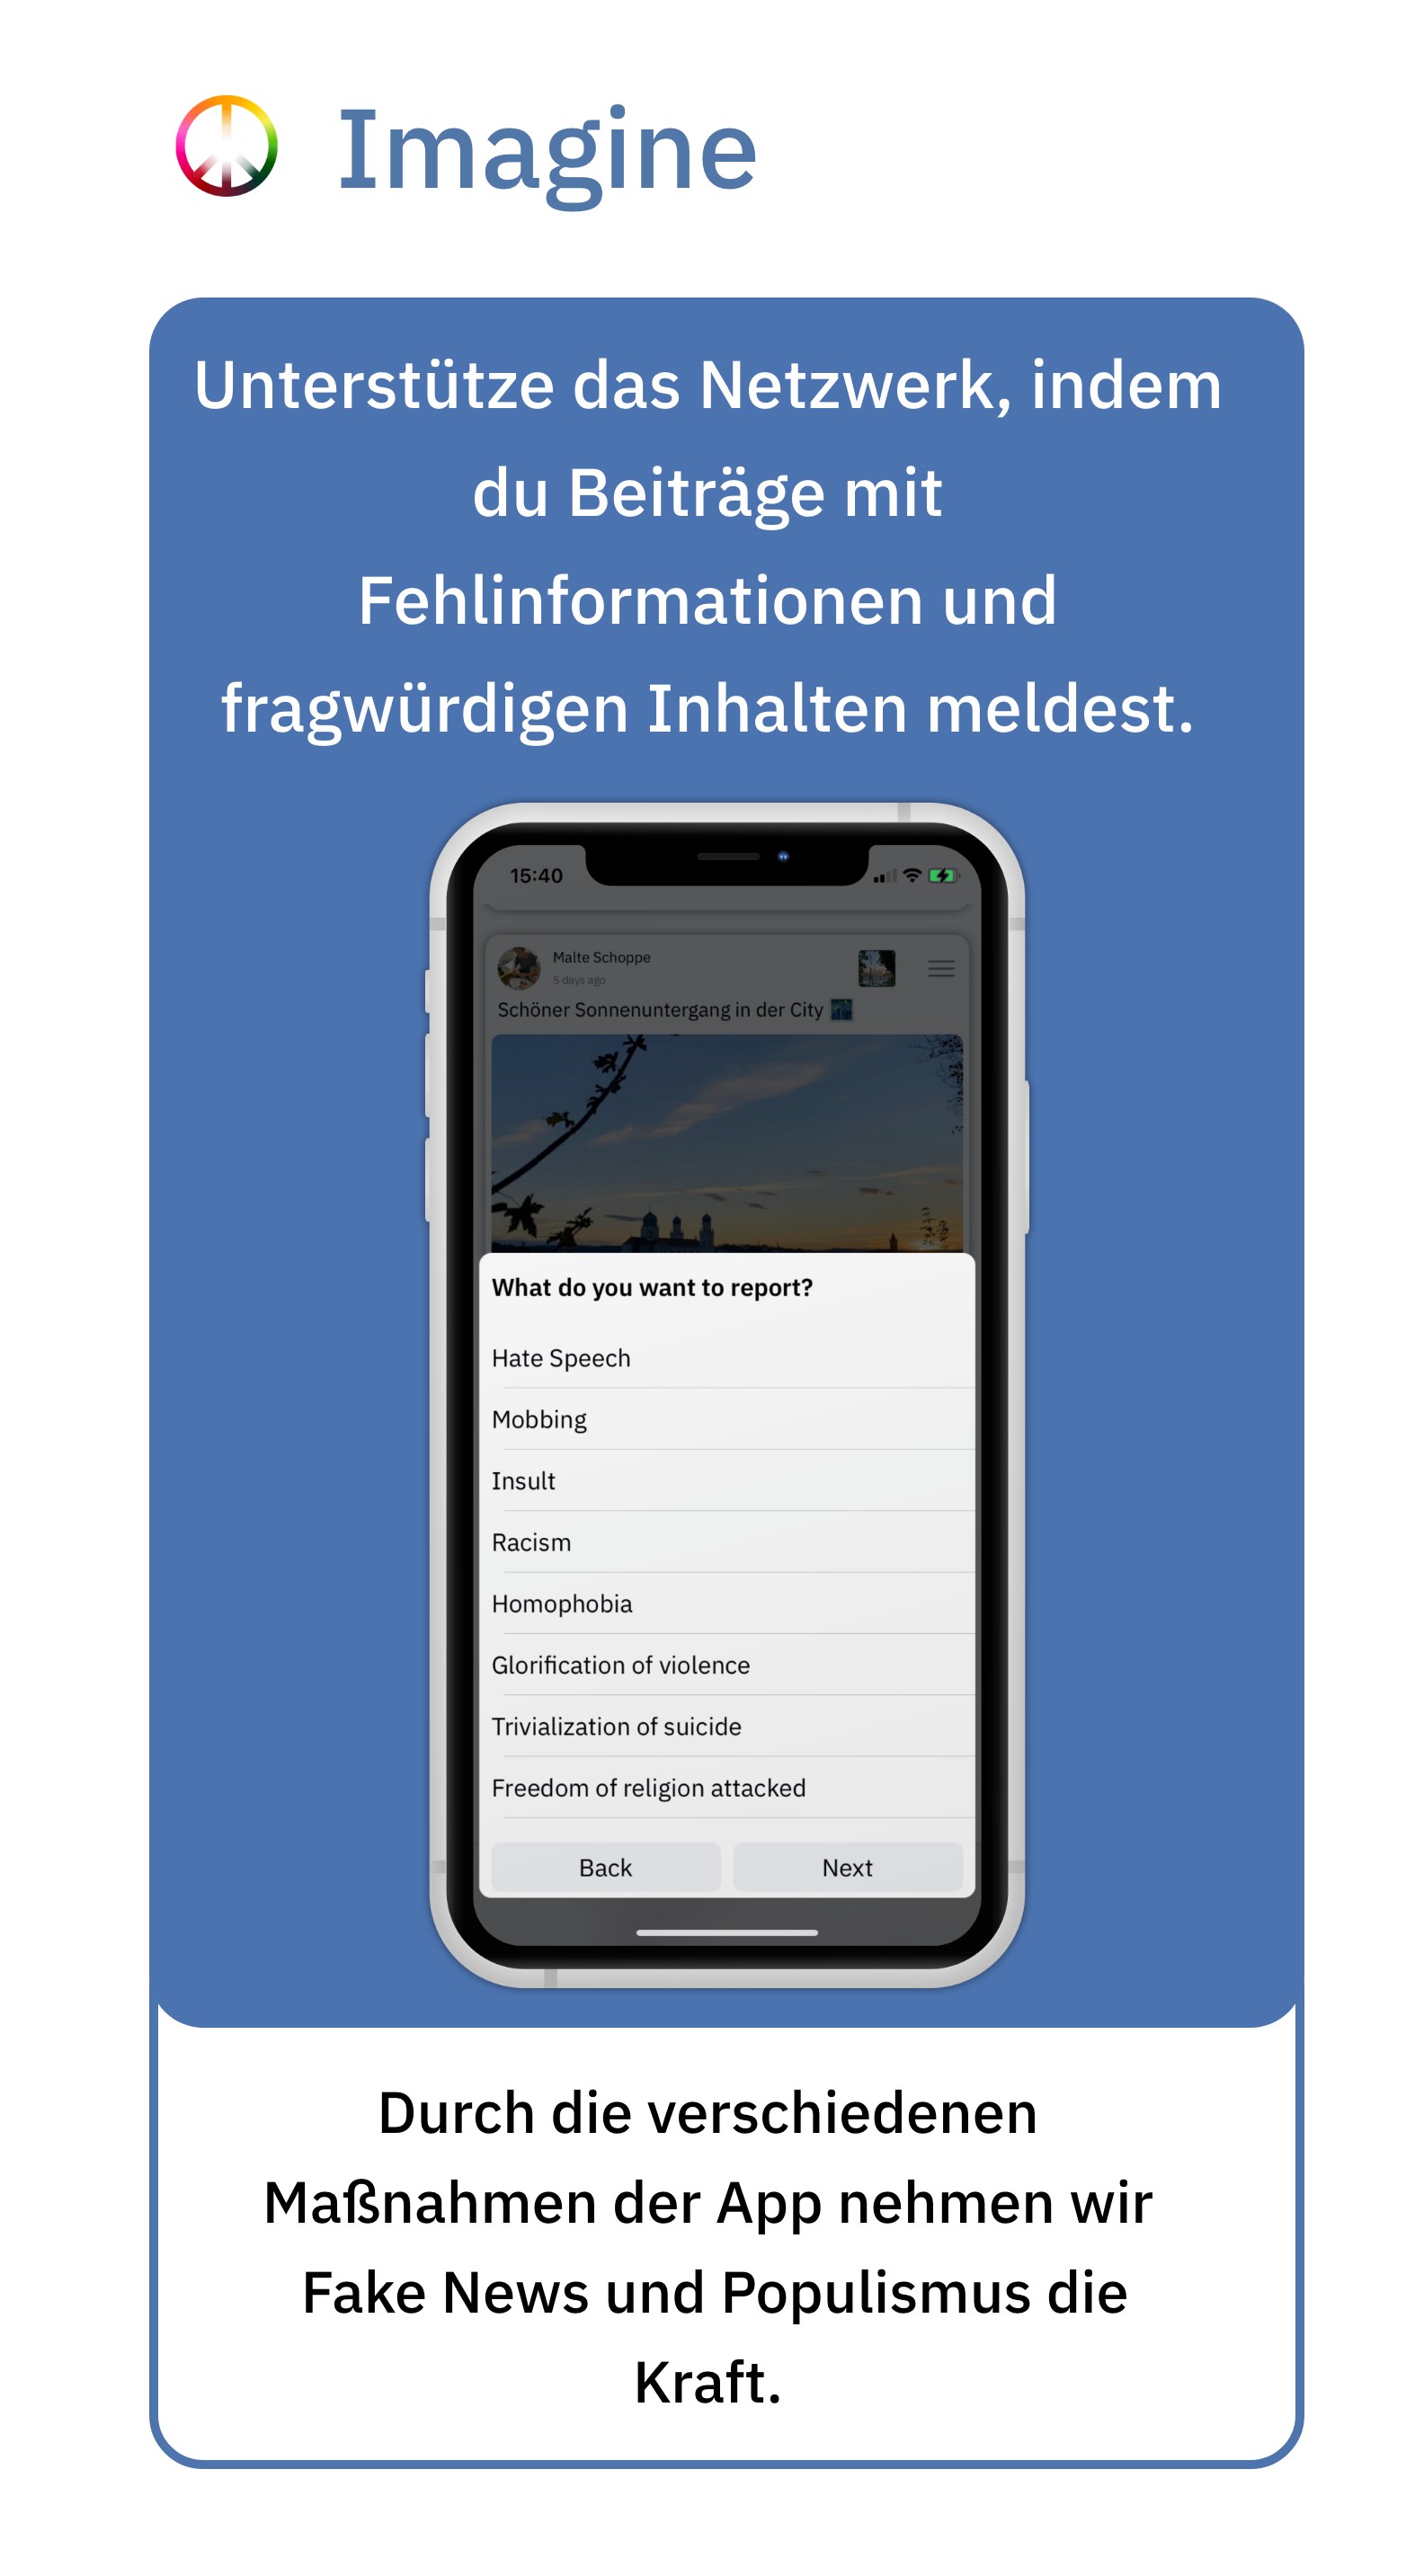 Imagine
Unterstütze das Netzwerk, indem
du Beiträge mit
Fehlinformationen und
fragwürdigen Inhalten meldest.
15:40
Malte Schoppe
5 days ago
Schöner Sonnenuntergang in der City 🌃
What do you want to report?
Hate Speech
Mobbing
Insult
Racism
Homophobia
Glorification of violence
Trivialization of suicide
Freedom of religion attacked
Back
Next
Durch die verschiedenen
Maßnahmen der App nehmen wir
Fake News und Populismus die
Kraft.